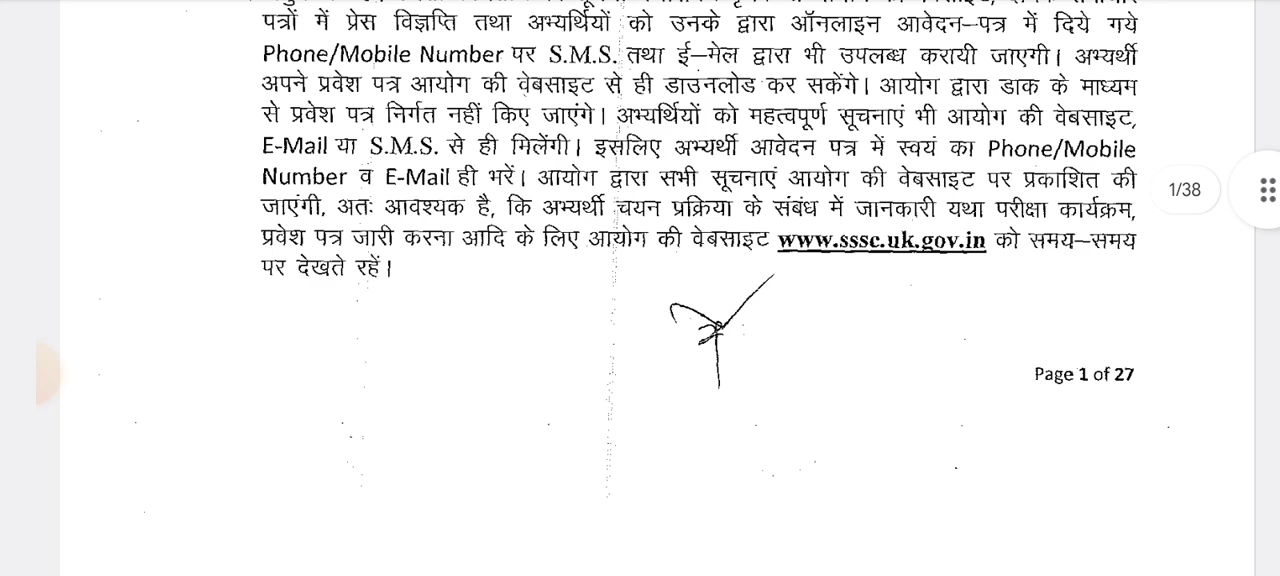 पत्रों में प्रेस विज्ञप्ति तथा अभ्यर्थियों को उनके द्वारा ऑनलाइन आवेदन–पत्र में दिये गये
Phone/Mobile Number पर S.M.S. तथा ई–मेल द्वारा भी उपलब्ध करायी जाएगी। अभ्यर्थी
अपने प्रवेश पत्र आयोग की वेबसाइट से ही डाउनलोड कर सकेंगे। आयोग द्वारा डाक के माध्यम
से प्रवेश पत्र निर्गत नहीं किए जाएंगे। अभ्यर्थियों को महत्वपूर्ण सूचनाएं भी आयोग की वेबसाइट,
E-Mail या S.M.S. से ही मिलेंगी। इसलिए अभ्यर्थी आवेदन पत्र में स्वयं का Phone/Mobile
Number व E-Mail ही भरें। आयोग द्वारा सभी सूचनाएं आयोग की वेबसाइट पर प्रकाशित की
जाएंगी, अतः आवश्यक है, कि अभ्यर्थी चयन प्रक्रिया के संबंध में जानकारी यथा परीक्षा कार्यक्रम,
प्रवेश पत्र जारी करना आदि के लिए आयोग की वेबसाइट www.sssc.uk.gov.in को समय–समय
पर देखते रहें।
1/38
Page 1 of 27